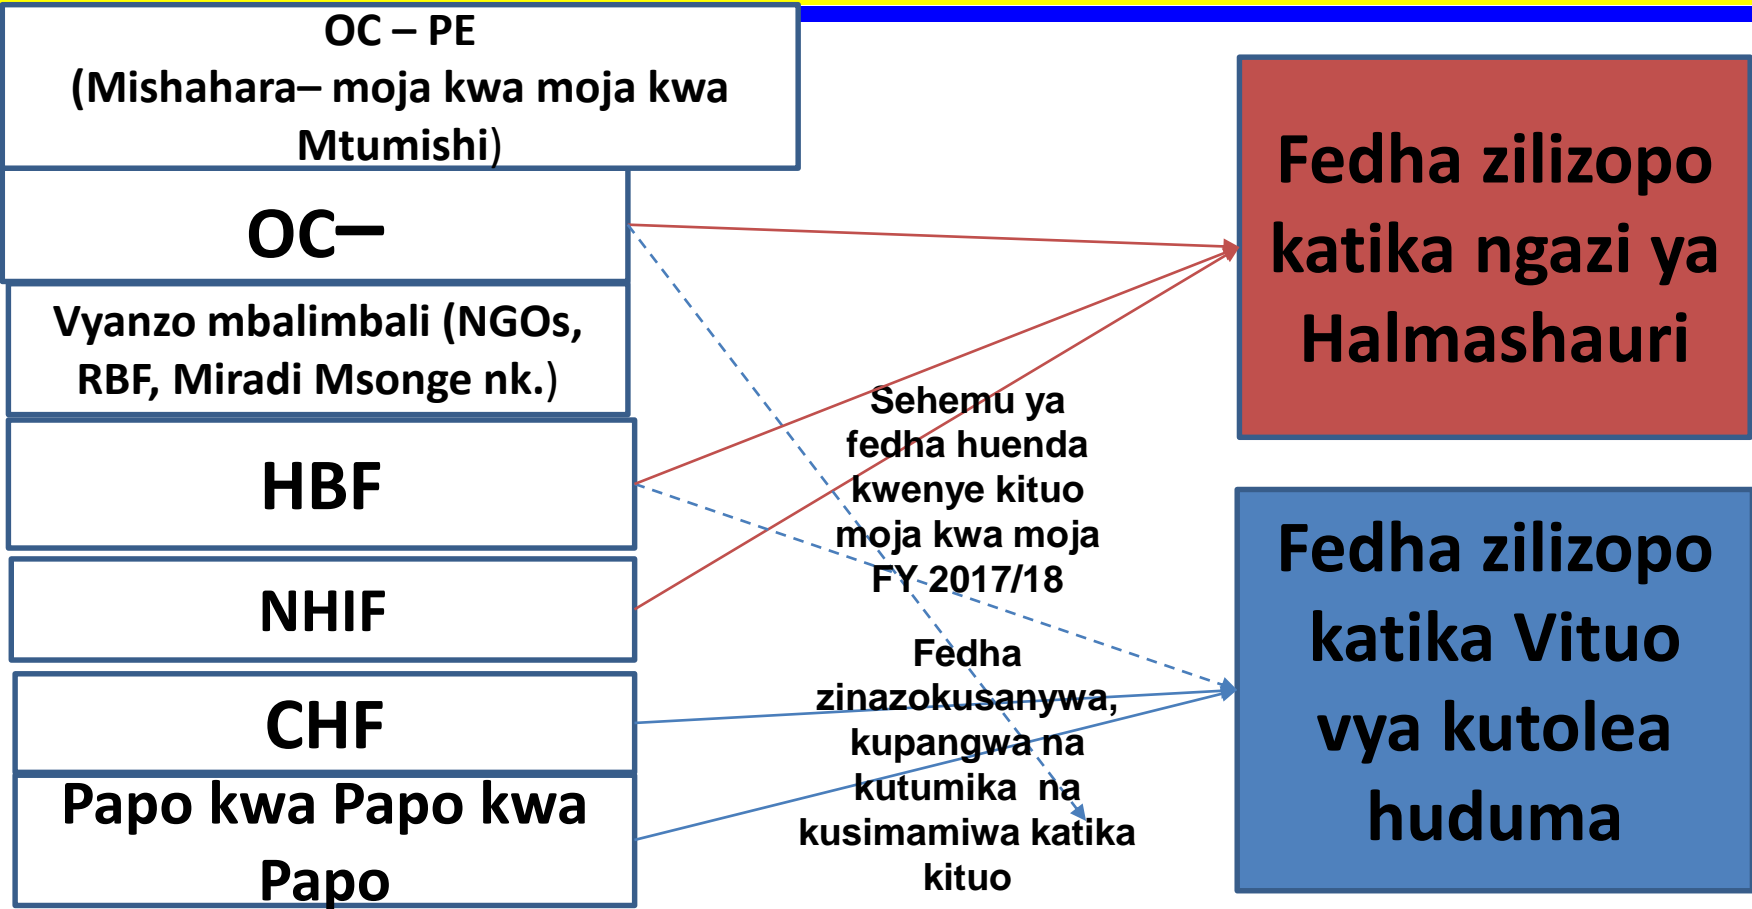 OC – PE
(Mishahara– moja kwa moja kwa
Mtumishi)
OC–
Vyanzo mbalimbali (NGOs,
RBF, Miradi Msonge nk.)
HBF
NHIF
CHF
Papo kwa Papo kwa
Papo
Sehemu ya
fedha huenda
kwenye kituo
moja kwa moja
FY 2017/18
Fedha
zinazokusanywa,
kupangwa na
kutumika na
kusimamiwa katika
kituo
Fedha zilizopo
katika ngazi ya
Halmashauri
Fedha zilizopo
katika Vituo
vya kutolea
huduma